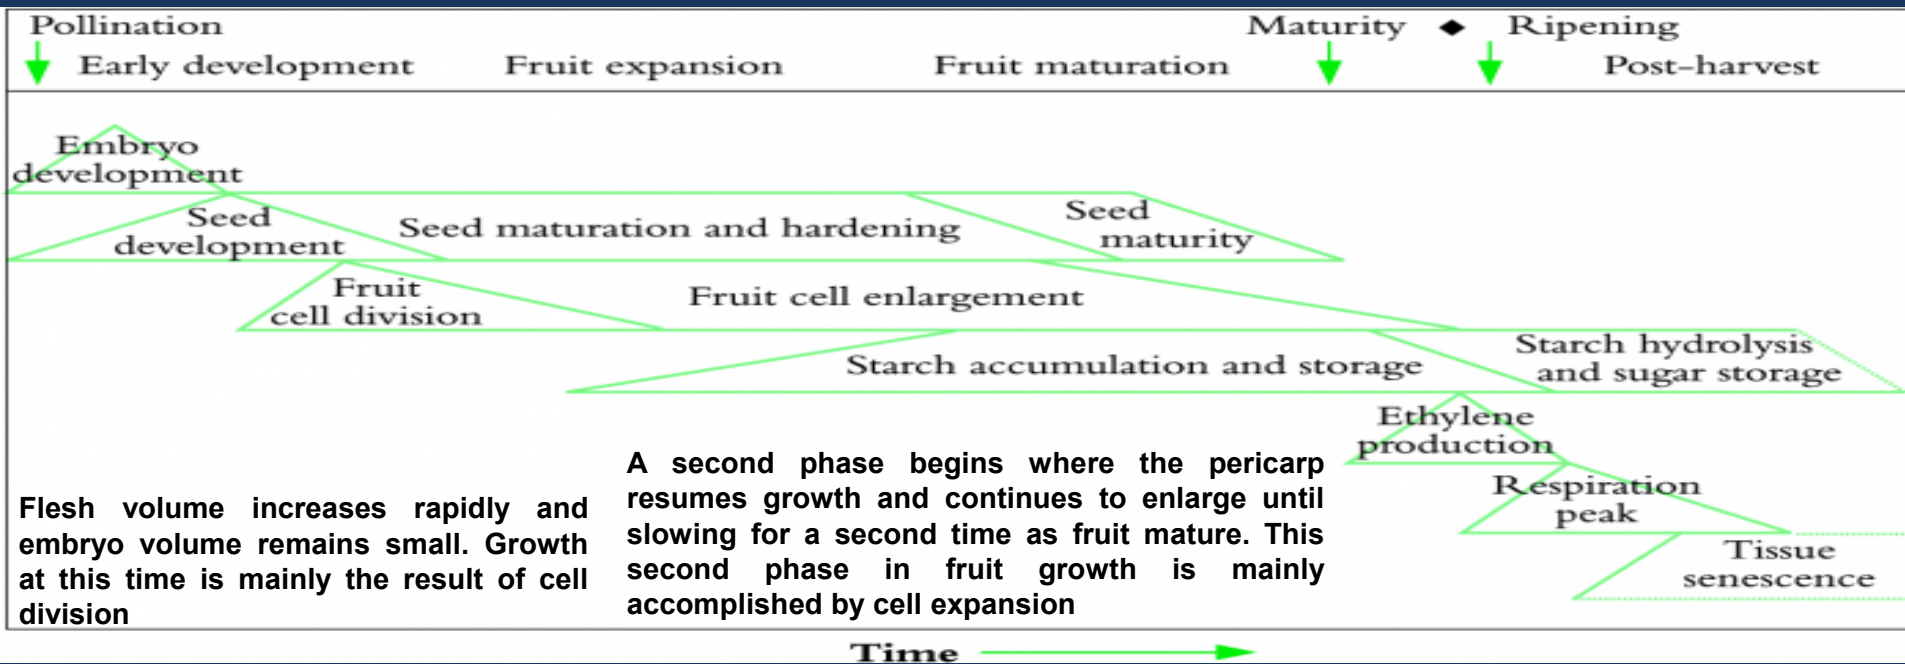 Pollination
Maturity ◆ Ripening
Early development
Fruit expansion
Fruit maturation
Post-harvest
Embryo
development
Seed
development
Seed maturation and hardening
Seed
maturity
Fruit
cell division
Fruit cell enlargement
Starch accumulation and storage
Starch hydrolysis
and sugar storage
Ethylene
production
Respiration
peak
Tissue
senescence
Flesh volume increases rapidly and
embryo volume remains small. Growth
at this time is mainly the result of cell
division
A second phase begins where the pericarp
resumes growth and continues to enlarge until
slowing for a second time as fruit mature. This
second phase in fruit growth is mainly
accomplished by cell expansion
Time